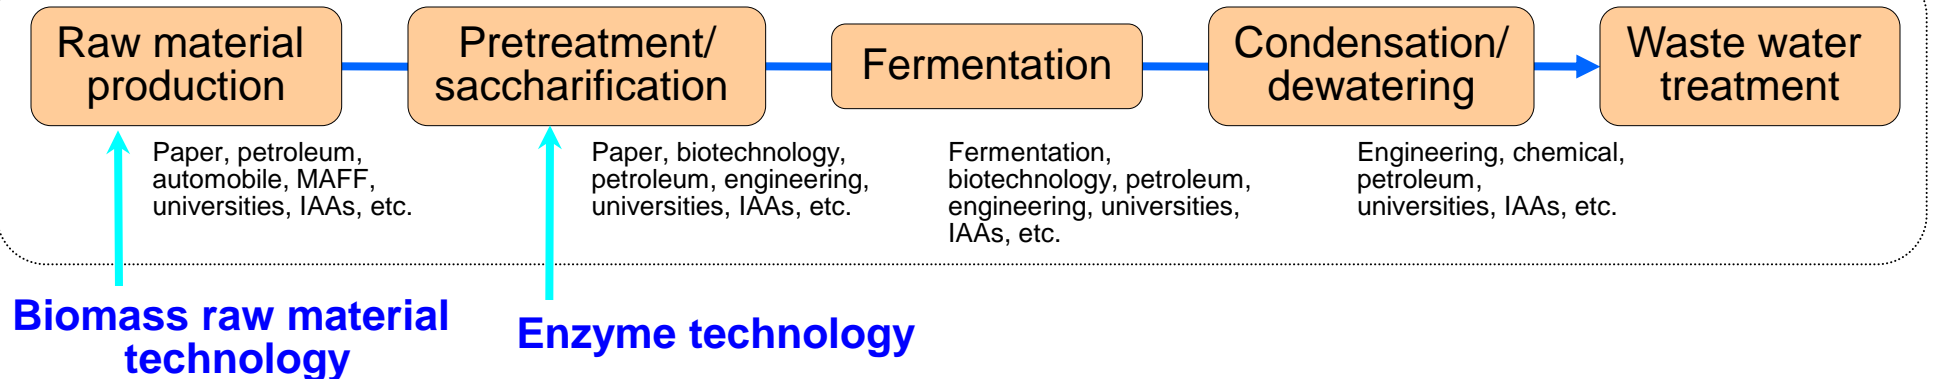 Raw material
production
Pretreatment/
saccharification
Fermentation
Condensation/
dewatering
Waste water
treatment
Paper, petroleum,
automobile, MAFF,
universities, IAAs, etc.
Paper, biotechnology,
petroleum, engineering,
universities, IAAs, etc.
Fermentation,
biotechnology, petroleum,
engineering, universities,
IAAs, etc.
Engineering, chemical,
petroleum,
universities, IAAs, etc.
Biomass raw material
technology
Enzyme technology